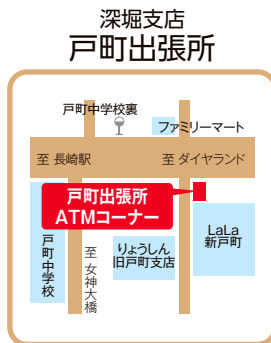 深堀支店
戸町出張所
戸町中学校裏
ファミリーマート
至 長崎駅
至 ダイヤランド
戸町出張所
ATMコーナー
戸町中学校
至 女神大橋
りょうしん
旧戸町支店
LaLa
新戸町